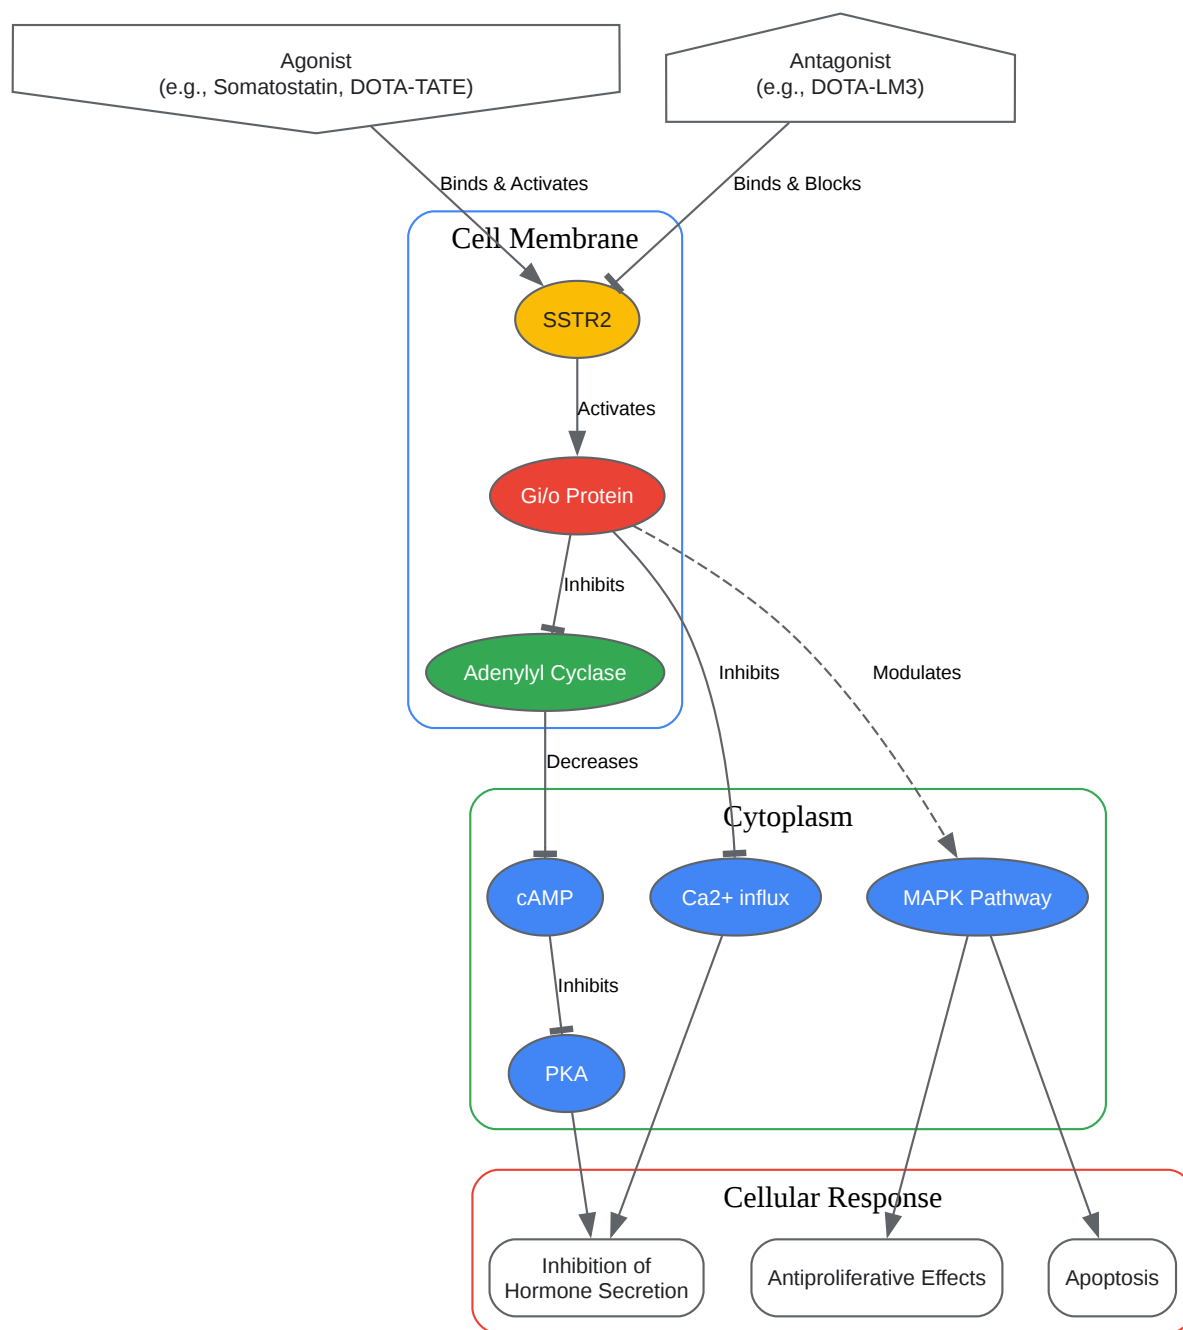 Agonist
(e.g., Somatostatin, DOTA-TATE)
Antagonist
(e.g., DOTA-LM3)
Binds & Activates
Binds & Blocks
Cell Membrane
SSTR2
Activates
Gi/o Protein
Inhibits
Adenylyl Cyclase
Inhibits
Modulates
Decreases
Cytoplasm
cAMP
Ca2+ influx
MAPK Pathway
Inhibits
PKA
Cellular Response
Inhibition of
Hormone Secretion
Antiproliferative Effects
Apoptosis